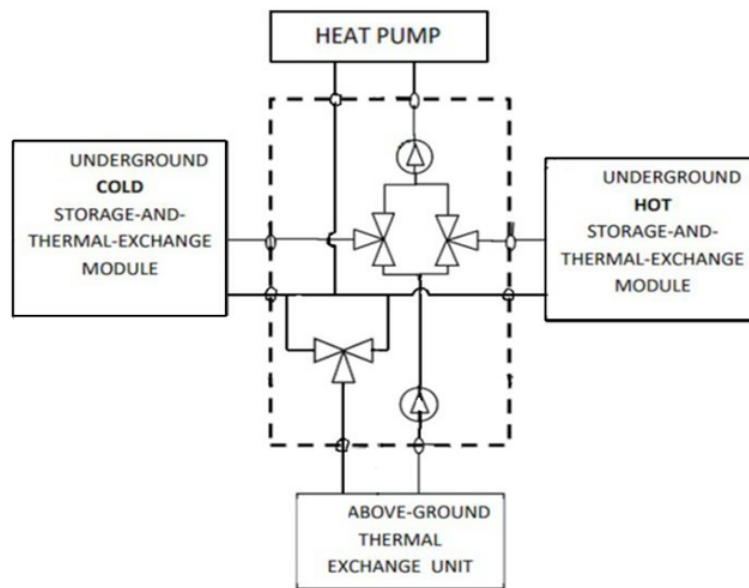 HEAT PUMP
UNDERGROUND
COLD
STORAGE-AND-
THERMAL-EXCHANGE
MODULE
UNDERGROUND
HOT
STORAGE-AND-
THERMAL-EXCHANGE
MODULE
ABOVE-GROUND
THERMAL
EXCHANGE UNIT